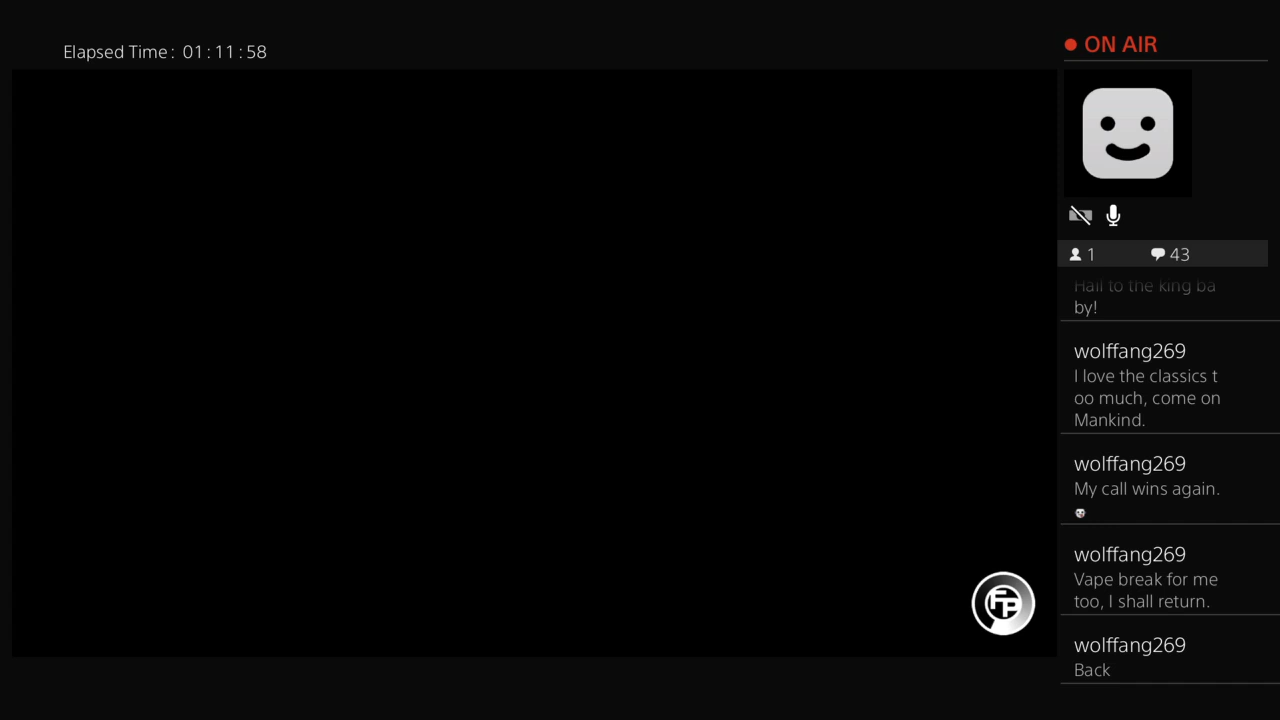 Elapsed Time: 01:11:58
ON AIR
1 43
Hail to the king ba
by!
wolffang269
I love the classics t
oo much, come on
Mankind.
wolffang269
My call wins again.
wolffang269
Vape break for me
too, I shall return.
wolffang269
Back
FP